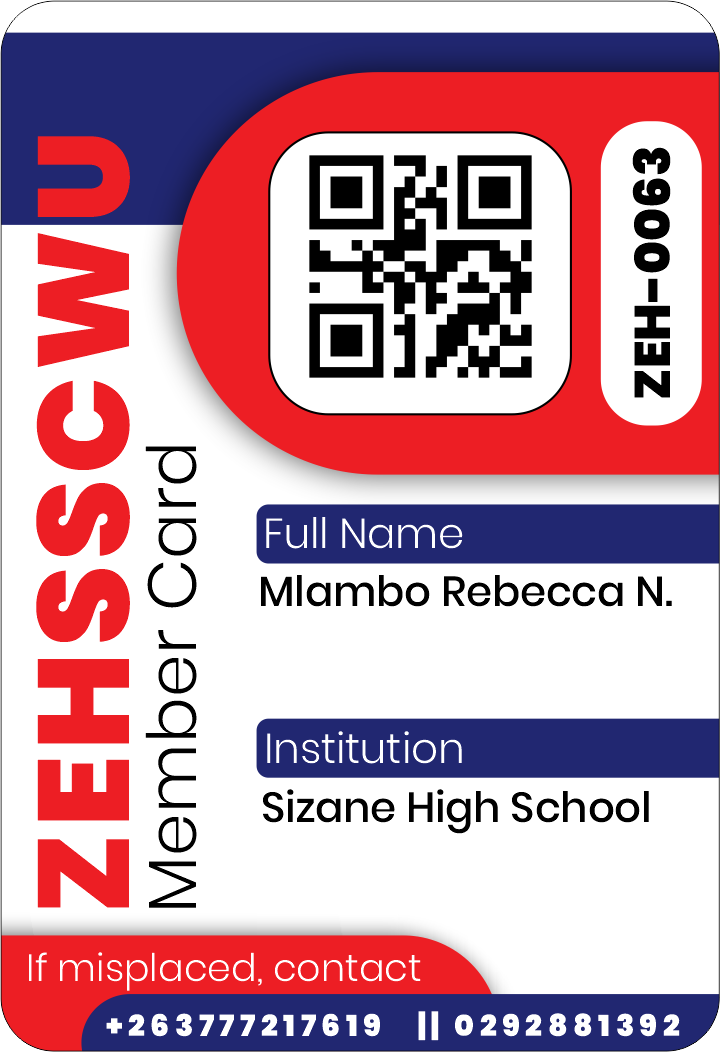 ZEHSSCWU
Member Card
ZEH-0063
Full Name
Mlambo Rebecca N.
Institution
Sizane High School
If misplaced, contact
+263777217619 || 0292881392